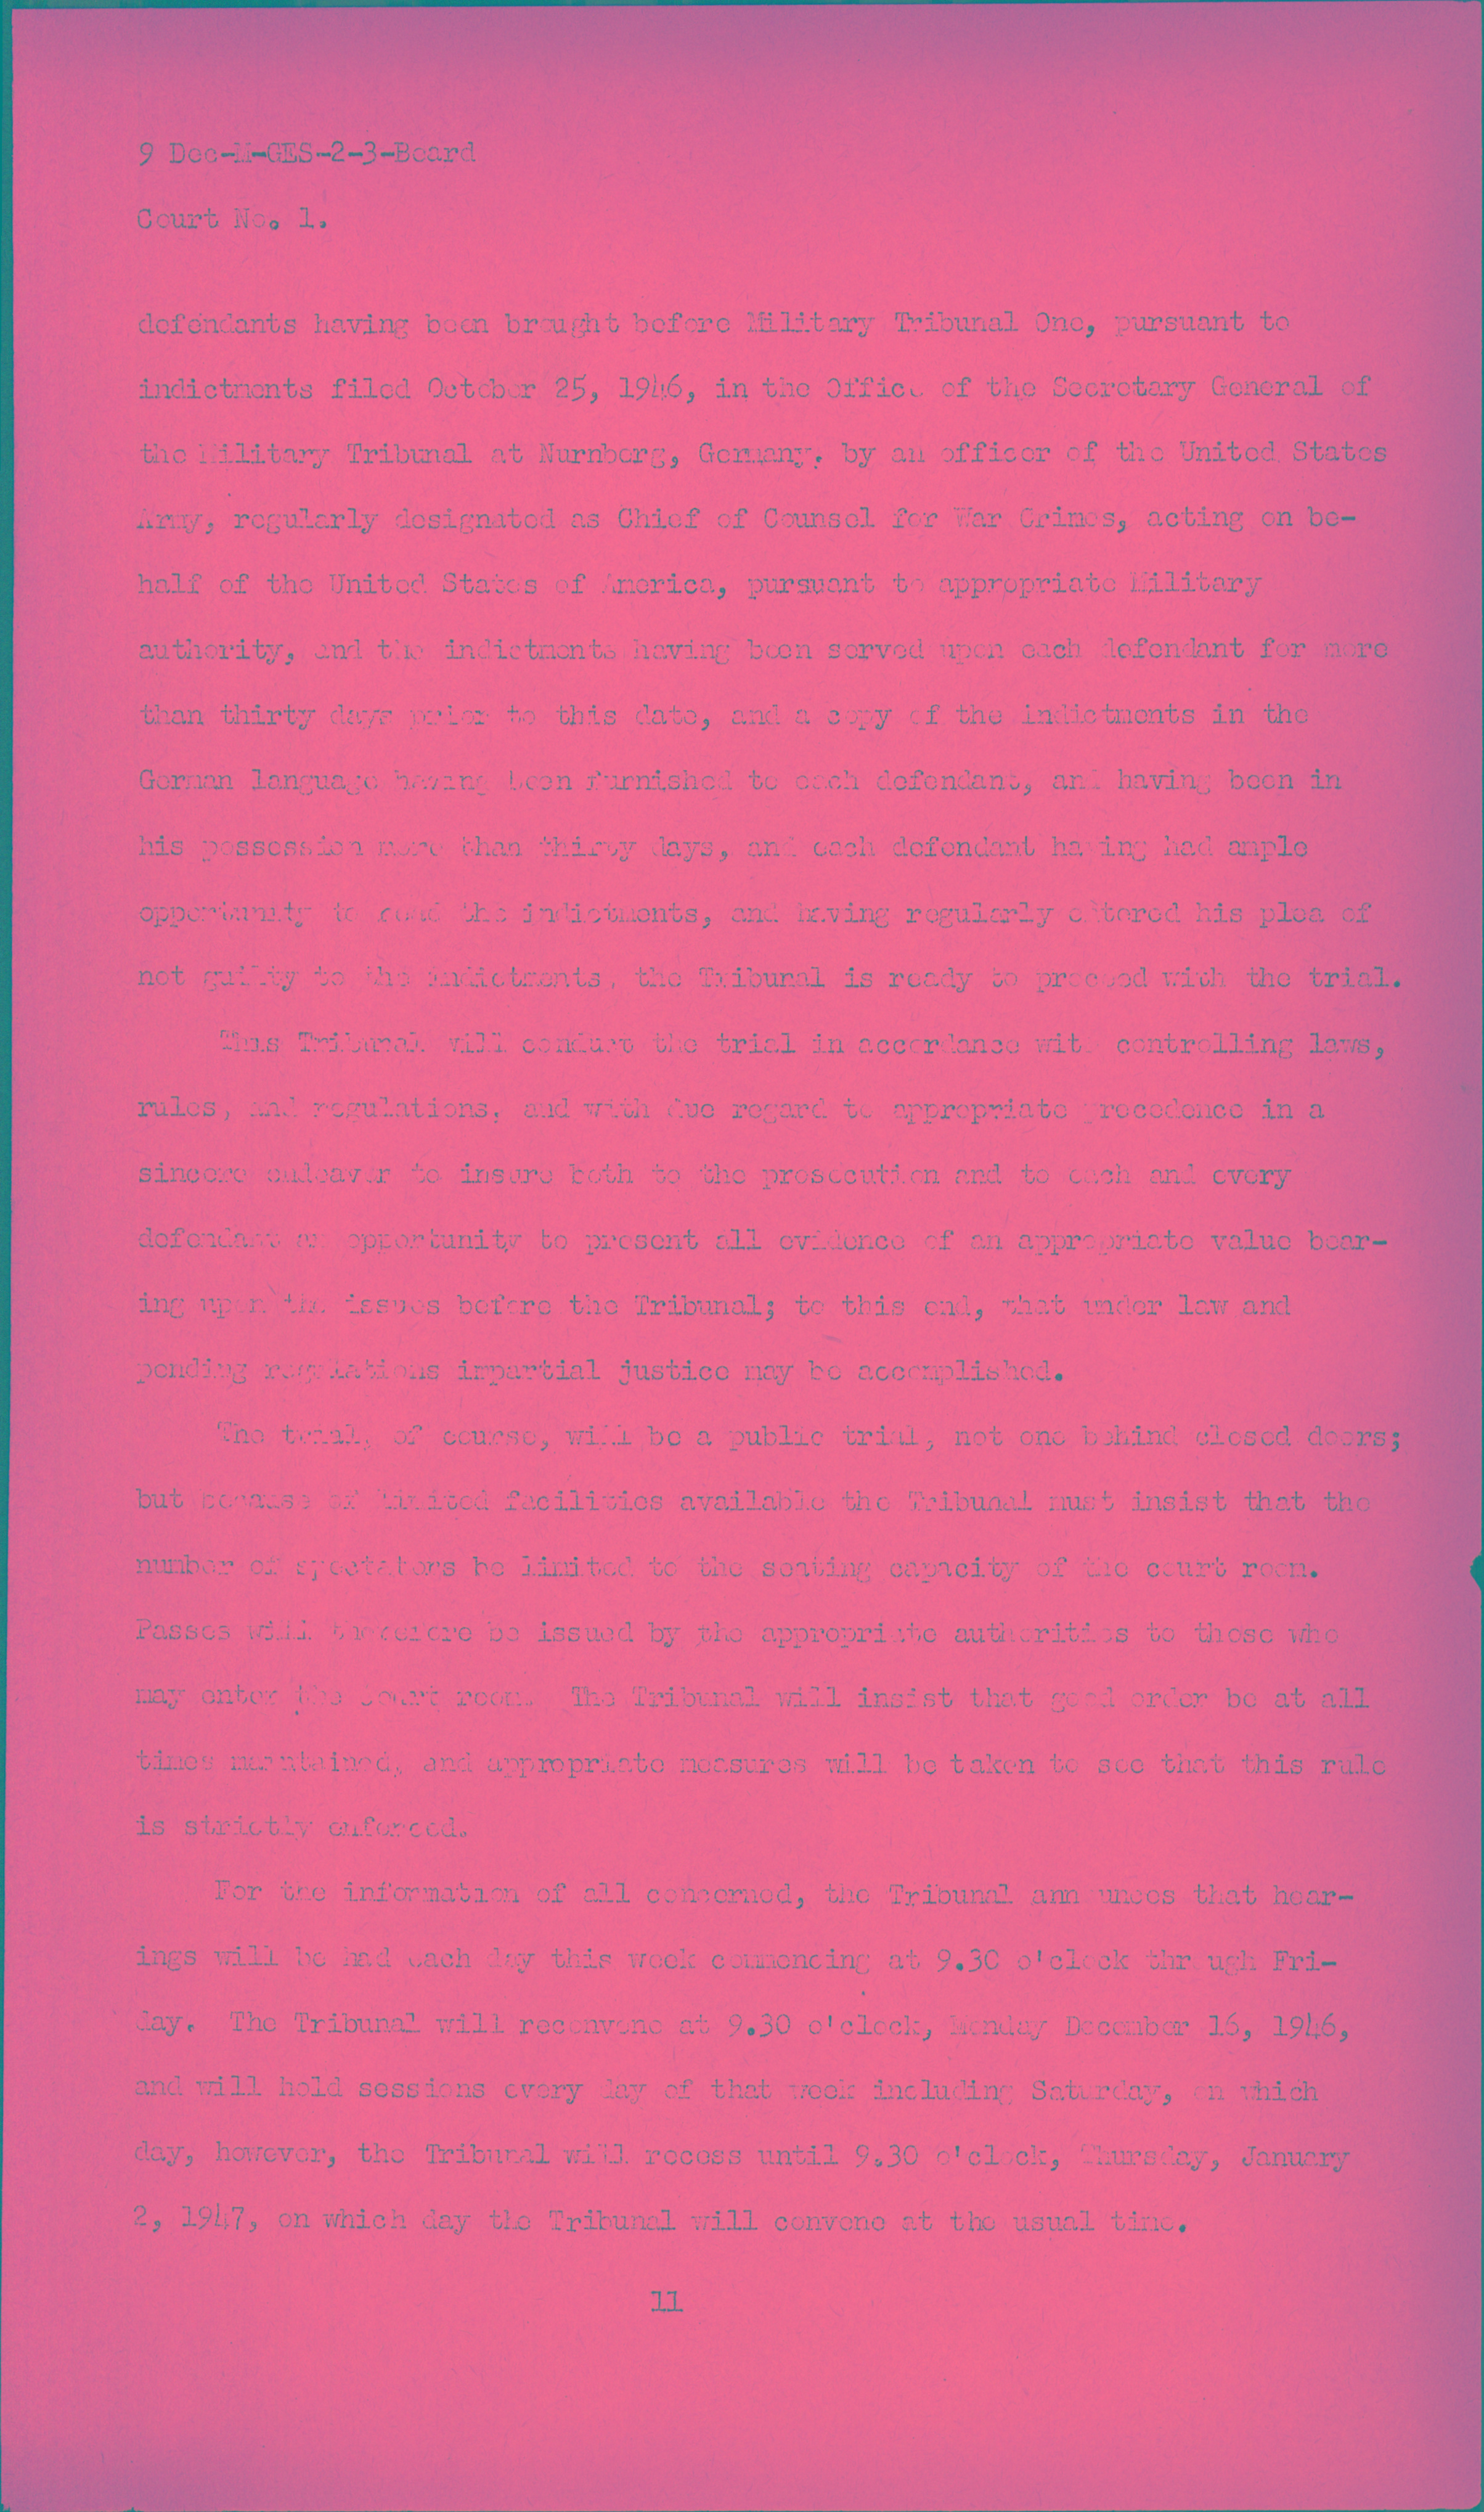 9 Dec-M-GES-2-3-Beard
Court No. 1.
defendants having been brought before Military Tribunal One, pursuant to
indictments filed October 25, 1946, in the Office of the Secretary General of
the Military Tribunal at Nurnberg, Germany, by an officer of the United States
Army, regularly designated as Chief of Counsel for War Crimes, acting on be-
half of the United States of America, pursuant to appropriate Military
authority, and the indictments having been served upon each defendant for more
than thirty days prior to this date, and a copy of the indictments in the
German language having been furnished to each defendant, and having been in
his possession more than thirty days, and each defendant having had ample
opportunity to read the indictments, and having regularly entered his plea of
not guilty to the indictments, the Tribunal is ready to proceed with the trial.
This Tribunal will conduct the trial in accordance with controlling laws,
rules, and regulations, and with due regard to appropriate precedence in a
sincere endeavor to insure both to the prosecution and to each and every
defendant an opportunity to present all evidence of an appropriate value bear-
ing upon the issues before the Tribunal; to this end, that under law and
pending regulations impartial justice may be accomplished.
The trial, of course, will be a public trial, not one behind closed doors;
but because of limited facilities available the Tribunal must insist that the
number of spectators be limited to the seating capacity of the court room.
Passes will therefore be issued by the appropriate authorities to those who
may enter the court room. The Tribunal will insist that good order be at all
times maintained, and appropriate measures will be taken to see that this rule
is strictly enforced.
For the information of all concerned, the Tribunal announces that hear-
ings will be had each day this week commencing at 9.30 o'clock through Fri-
day. The Tribunal will reconvene at 9.30 o'clock, Monday December 16, 1946,
and will hold sessions every day of that week including Saturday, on which
day, however, the Tribunal will recess until 9.30 o'clock, Thursday, January
2, 1947, on which day the Tribunal will convene at the usual time.
11